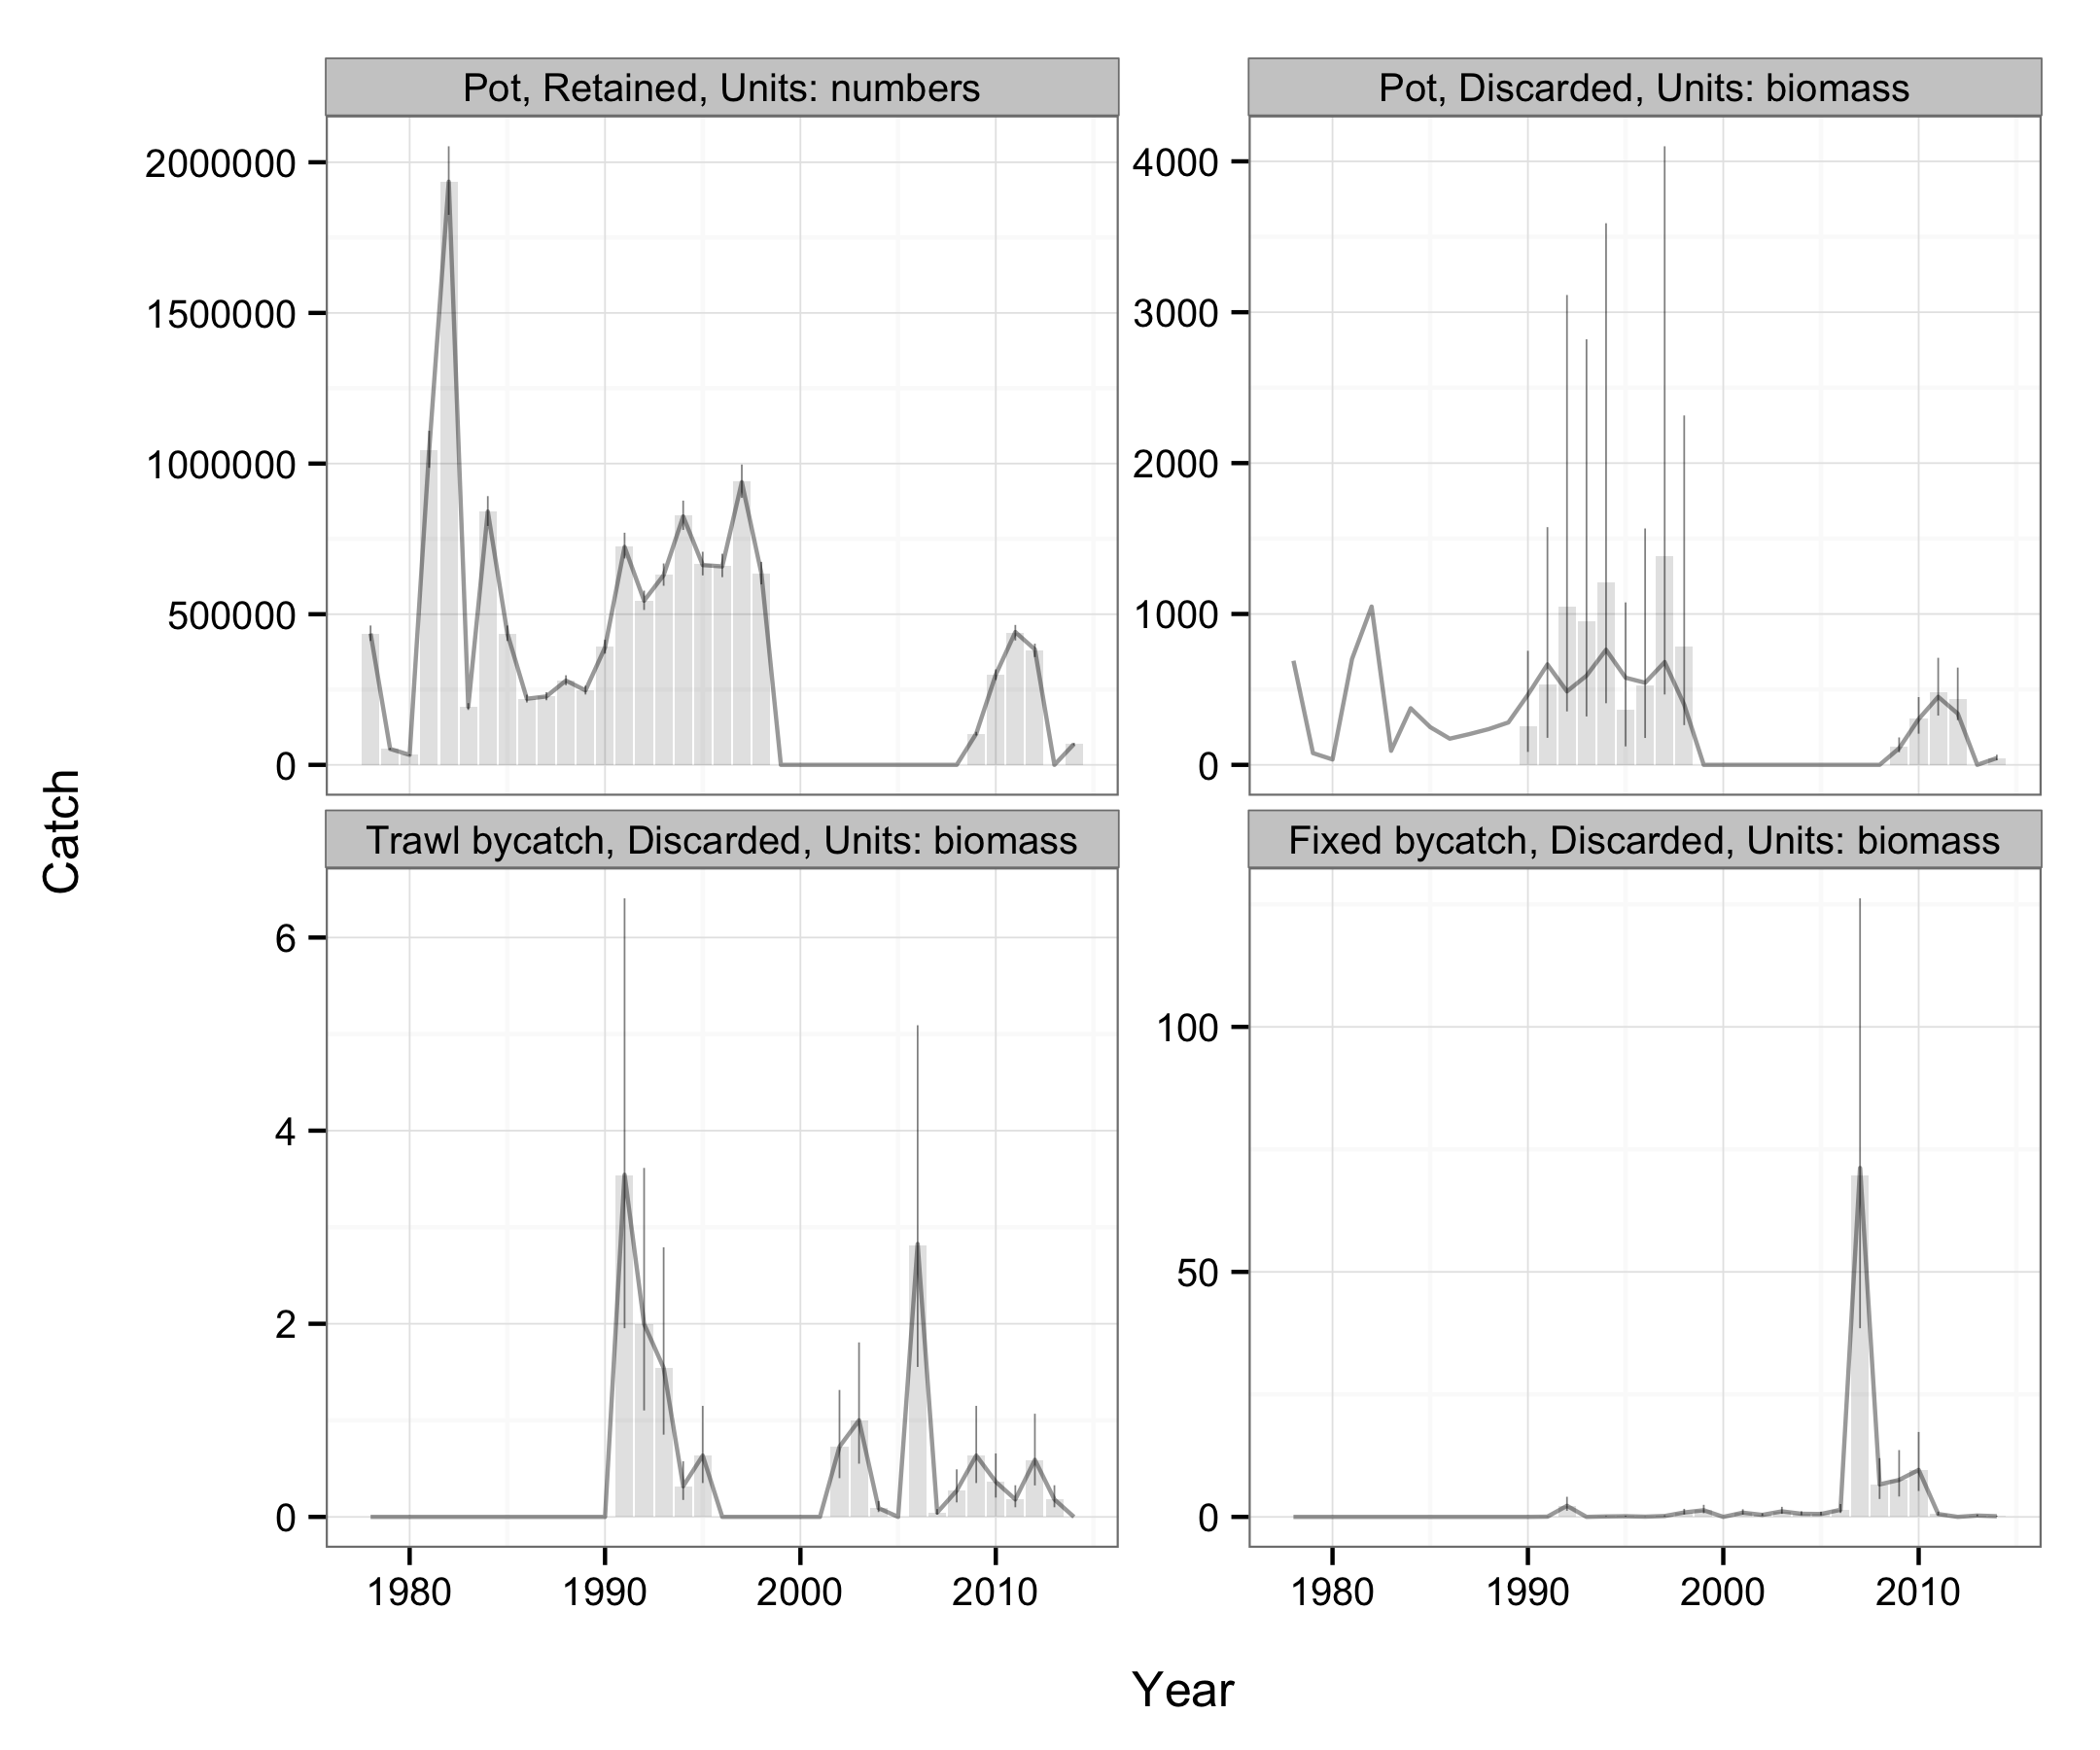 Pot, Retained, Units: numbers
Pot, Discarded, Units: biomass
2000000
1500000
1000000
500000
0
4000
3000
2000
1000
0
Catch
Trawl bycatch, Discarded, Units: biomass
Fixed bycatch, Discarded, Units: biomass
6
4
2
0
100
50
0
1980 1990 2000 2010
1980 1990 2000 2010
Year